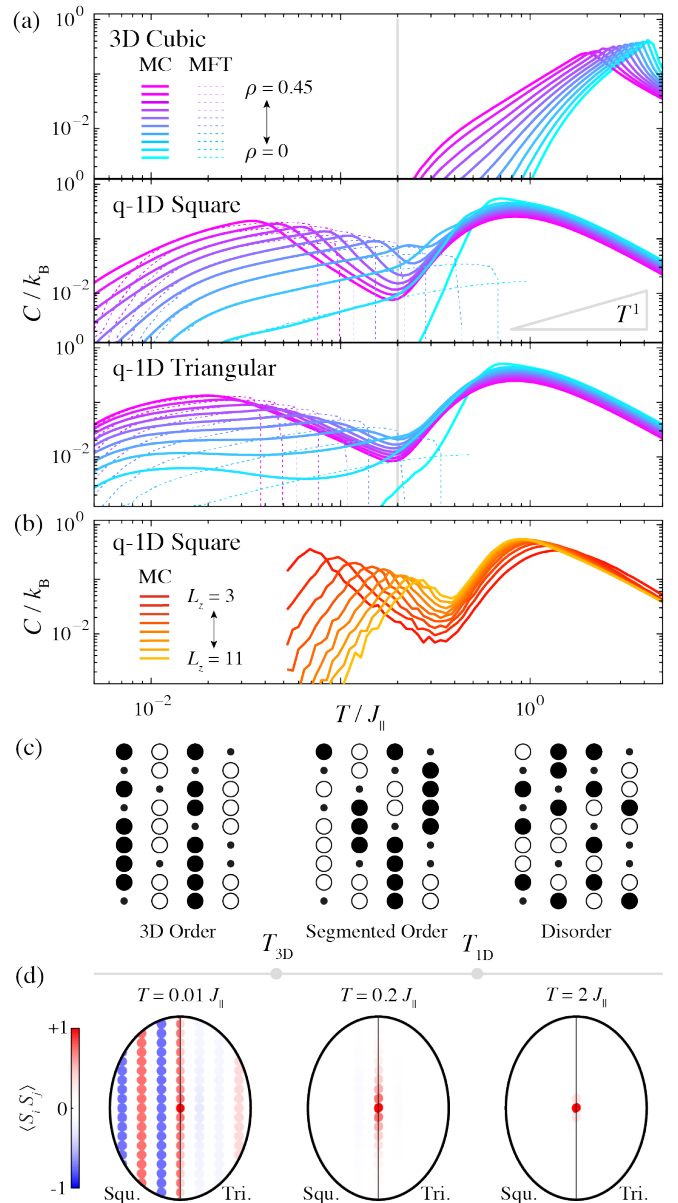 (a)
10⁰
3D Cubic
MC MFT
ρ = 0.45
10⁻²
ρ = 0
10⁰
10⁰
q-1D Square
C / k_B
10⁻²
T¹
10⁰
10⁰
q-1D Triangular
10⁻²
(b)
10⁰
q-1D Square
MC
C / k_B
L_z = 3
10⁻²
L_z = 11
10⁻² 10⁰
T / J_∥
(c)
3D Order Segmented Order Disorder
T_3D T_1D
(d)
T = 0.01 J_∥ T = 0.2 J_∥ T = 2 J_∥
+1
⟨S_i S_j⟩
0
-1
Squ. Tri. Squ. Tri. Squ. Tri.